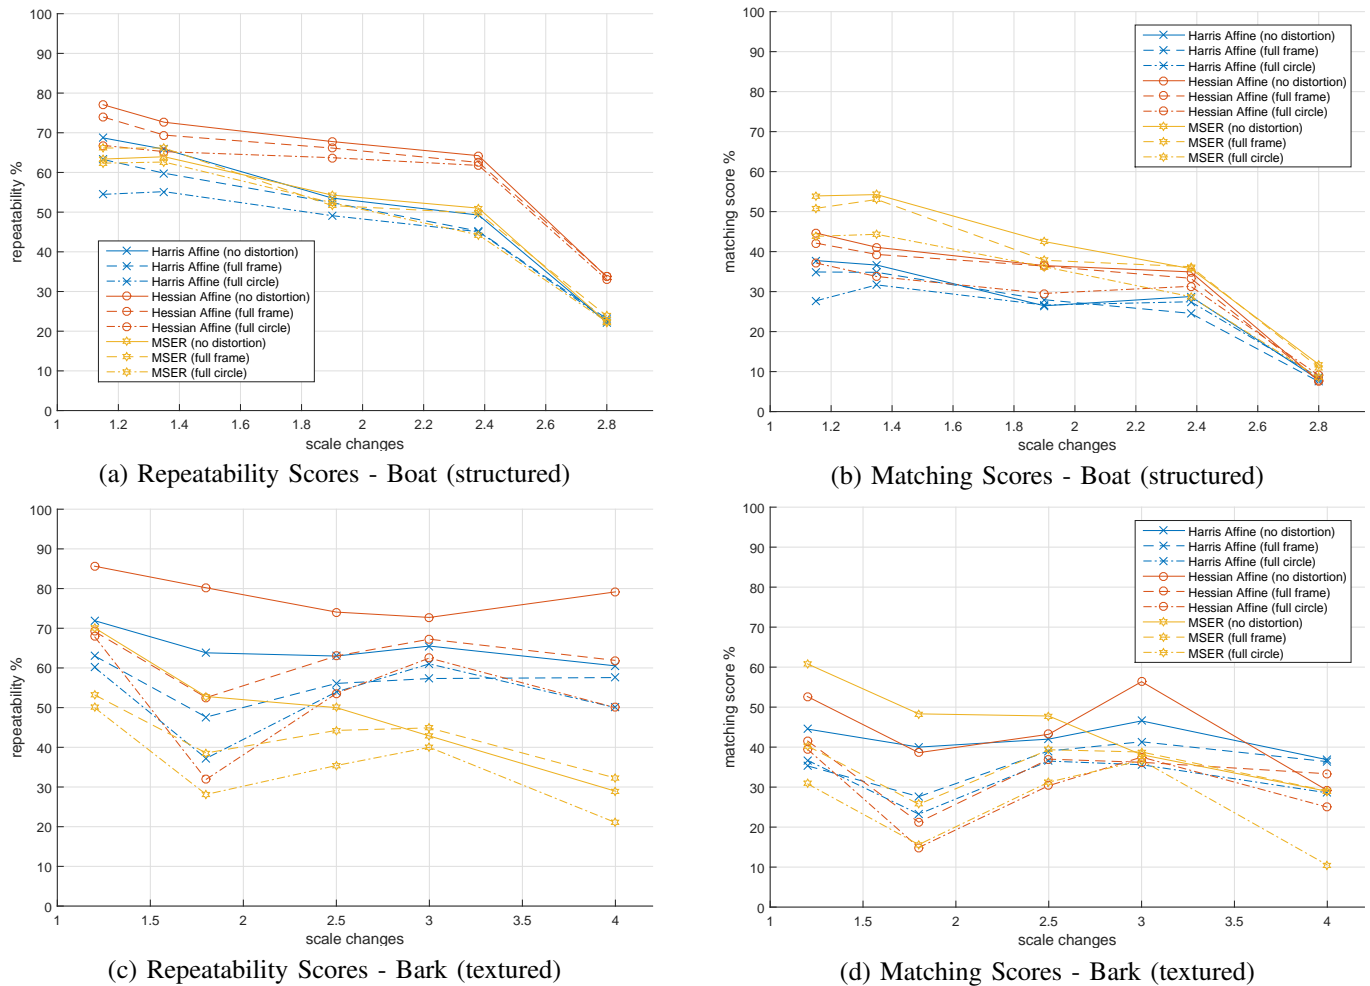 100
90
80
70
60
50
40
30
20
10
0
repeatability %
Harris Affine (no distortion)
Harris Affine (full frame)
Harris Affine (full circle)
Hessian Affine (no distortion)
Hessian Affine (full frame)
Hessian Affine (full circle)
MSER (no distortion)
MSER (full frame)
MSER (full circle)
1 1.2 1.4 1.6 1.8 2 2.2 2.4 2.6 2.8
scale changes
(a) Repeatability Scores - Boat (structured)
100
90
80
70
60
50
40
30
20
10
0
matching score %
Harris Affine (no distortion)
Harris Affine (full frame)
Harris Affine (full circle)
Hessian Affine (no distortion)
Hessian Affine (full frame)
Hessian Affine (full circle)
MSER (no distortion)
MSER (full frame)
MSER (full circle)
1 1.2 1.4 1.6 1.8 2 2.2 2.4 2.6 2.8
scale changes
(b) Matching Scores - Boat (structured)
100
90
80
70
60
50
40
30
20
10
0
repeatability %
1 1.5 2 2.5 3 3.5 4
scale changes
(c) Repeatability Scores - Bark (textured)
100
90
80
70
60
50
40
30
20
10
0
matching score %
Harris Affine (no distortion)
Harris Affine (full frame)
Harris Affine (full circle)
Hessian Affine (no distortion)
Hessian Affine (full frame)
Hessian Affine (full circle)
MSER (no distortion)
MSER (full frame)
MSER (full circle)
1 1.5 2 2.5 3 3.5 4
scale changes
(d) Matching Scores - Bark (textured)